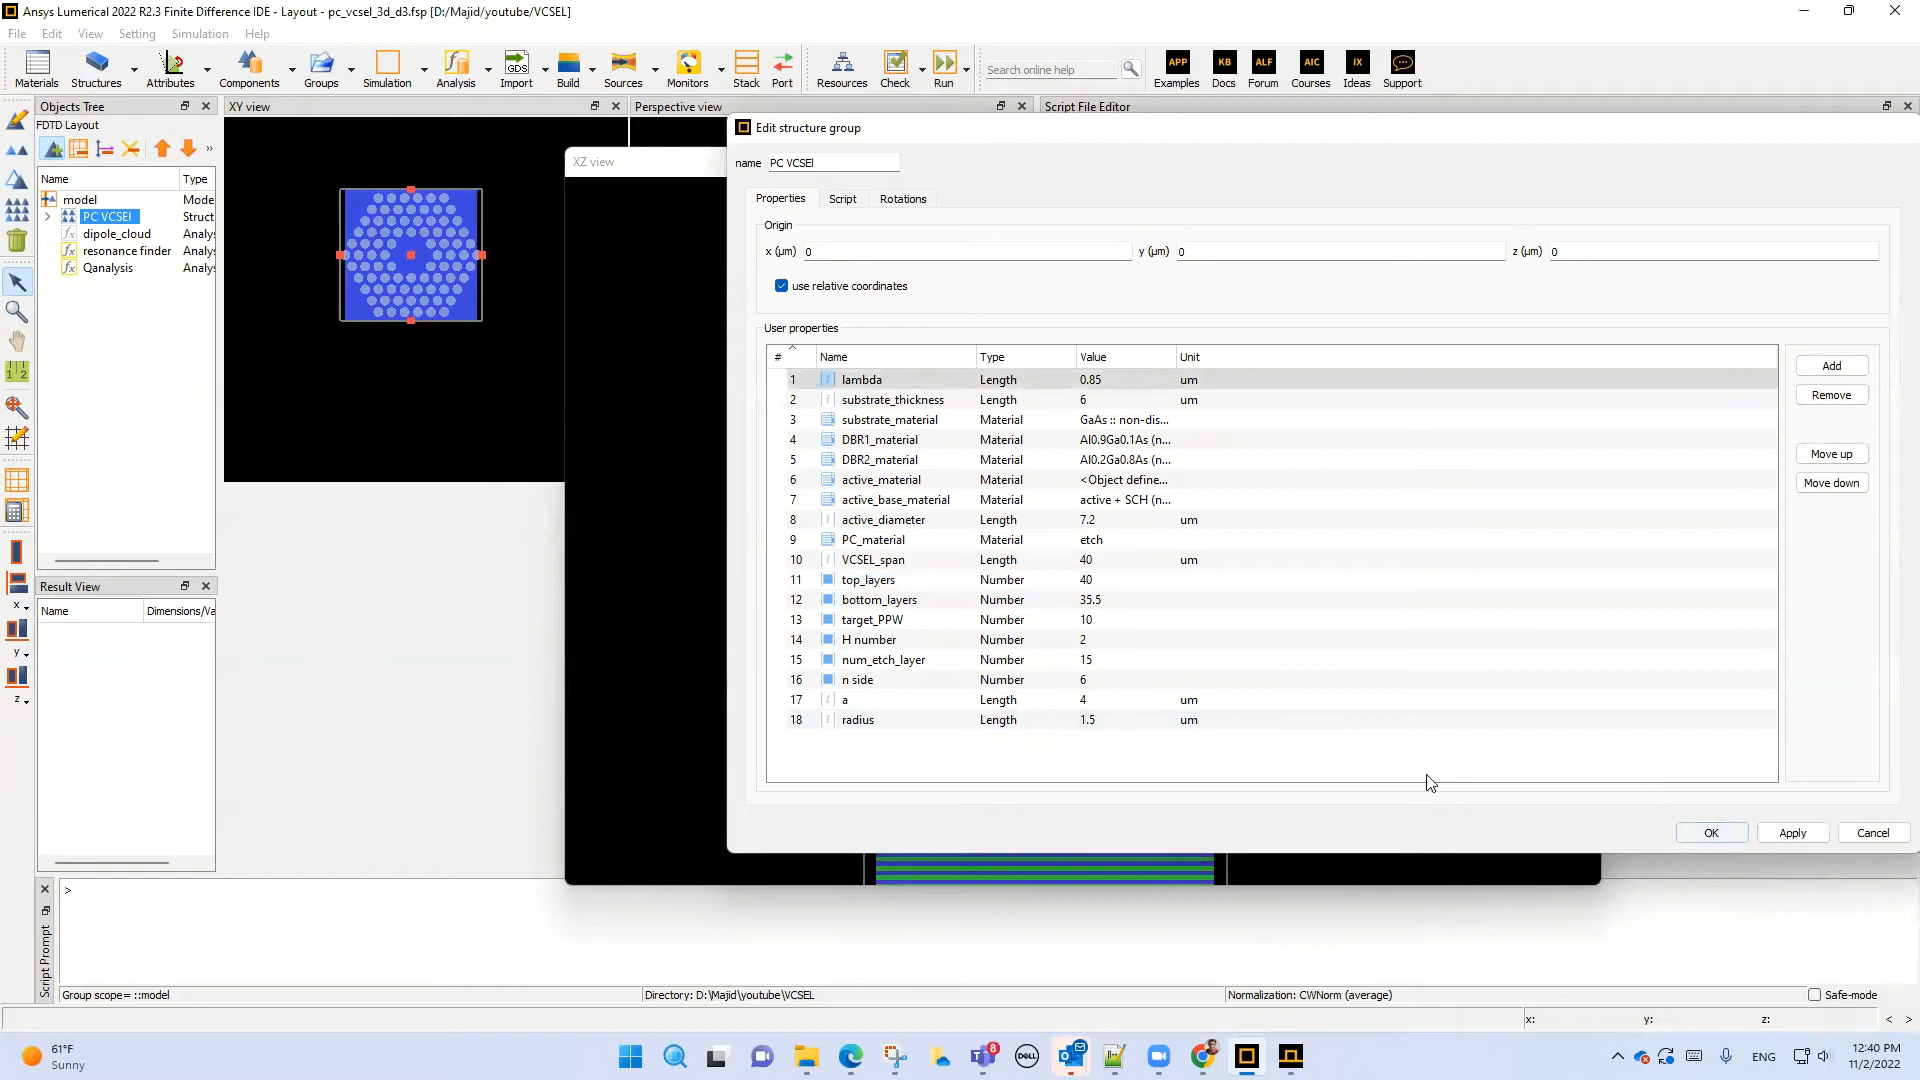 Ansys Lumerical 2022 R2.3 Finite Difference IDE - Layout - pc_vcsel_3d_d3.fsp [D:/Majid/youtube/VCSEL]
File Edit View Setting Simulation Help
Materials Structures Attributes Components Groups Simulation Analysis Import Build Sources Monitors Stack Port Resources Check Run Search online help Examples Docs Forum Courses Ideas Support
GDS APP KB ALF AIC IX
Objects Tree XY view Perspective view Script File Editor
FDTD Layout
Name Type
model Mode
PC VCSEl Struct
dipole_cloud Analys
resonance finder Analys
Qanalysis Analys
XZ view
Edit structure group
name PC VCSEl
Properties Script Rotations
Origin
x (µm) 0 y (µm) 0 z (µm) 0
use relative coordinates
User properties
# Name Type Value Unit
1 lambda Length 0.85 um
2 substrate_thickness Length 6 um
3 substrate_material Material GaAs :: non-dis...
4 DBR1_material Material Al0.9Ga0.1As (n...
5 DBR2_material Material Al0.2Ga0.8As (n...
6 active_material Material <Object define...
7 active_base_material Material active + SCH (n...
8 active_diameter Length 7.2 um
9 PC_material Material etch
10 VCSEL_span Length 40 um
11 top_layers Number 40
12 bottom_layers Number 35.5
13 target_PPW Number 10
14 H number Number 2
15 num_etch_layer Number 15
16 n side Number 6
17 a Length 4 um
18 radius Length 1.5 um
Add
Remove
Move up
Move down
OK Apply Cancel
Result View
Name Dimensions/Va
x
y
z
>
Script Prompt
Group scope= ::model Directory: D:\Majid\youtube\VCSEL Normalization: CWNorm (average) Safe-mode
x: y: z: < >
61°F
Sunny
DELL
8
ENG
12:40 PM
11/2/2022